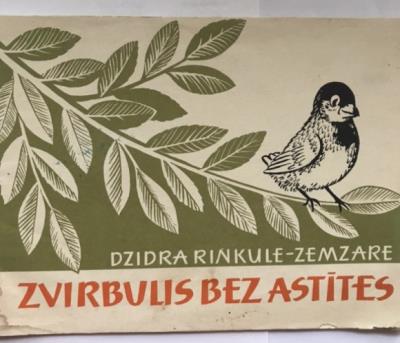 DZIDRA RINKULE-ZEMZARE
ZVIRBULIS BEZ ASTĪTES